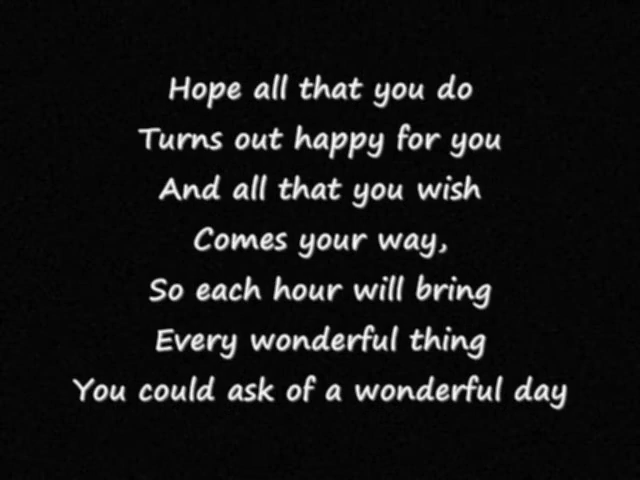 Hope all that you do
Turns out happy for you
And all that you wish
Comes your way,
So each hour will bring
Every wonderful thing
You could ask of a wonderful day